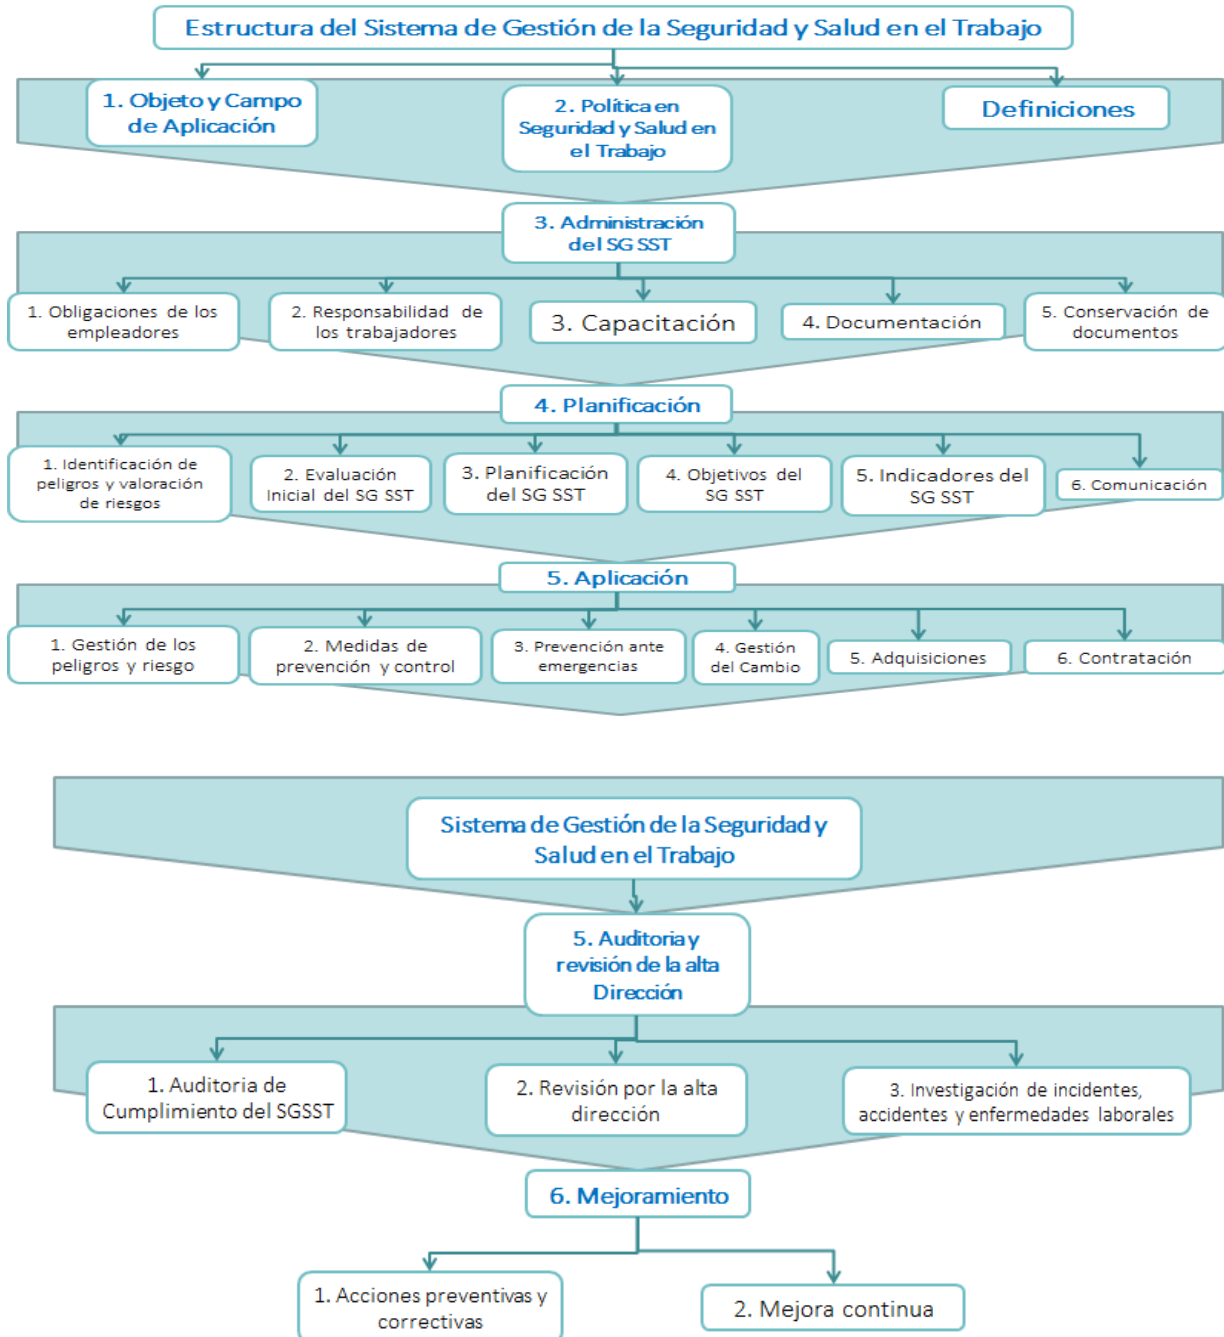 Estructura del Sistema de Gestión de la Seguridad y Salud en el Trabajo
1. Objeto y Campo
de Aplicación
2. Política en
Seguridad y Salud en
el Trabajo
Definiciones
3. Administración
del SG SST
1. Obligaciones de los
empleadores
2. Responsabilidad de
los trabajadores
3. Capacitación
4. Documentación
5. Conservación de
documentos
4. Planificación
1. Identificación de
peligros y valoración
de riesgos
2. Evaluación
Inicial del SG SST
3. Planificación
del SG SST
4. Objetivos del
SG SST
5. Indicadores del
SG SST
6. Comunicación
5. Aplicación
1. Gestión de los
peligros y riesgo
2. Medidas de
prevención y control
3. Prevención ante
emergencias
4. Gestión
del Cambio
5. Adquisiciones
6. Contratación
Sistema de Gestión de la Seguridad y
Salud en el Trabajo
5. Auditoria y
revisión de la alta
Dirección
1. Auditoria de
Cumplimiento del SGSST
2. Revisión por la alta
dirección
3. Investigación de incidentes,
accidentes y enfermedades laborales
6. Mejoramiento
1. Acciones preventivas y
correctivas
2. Mejora continua